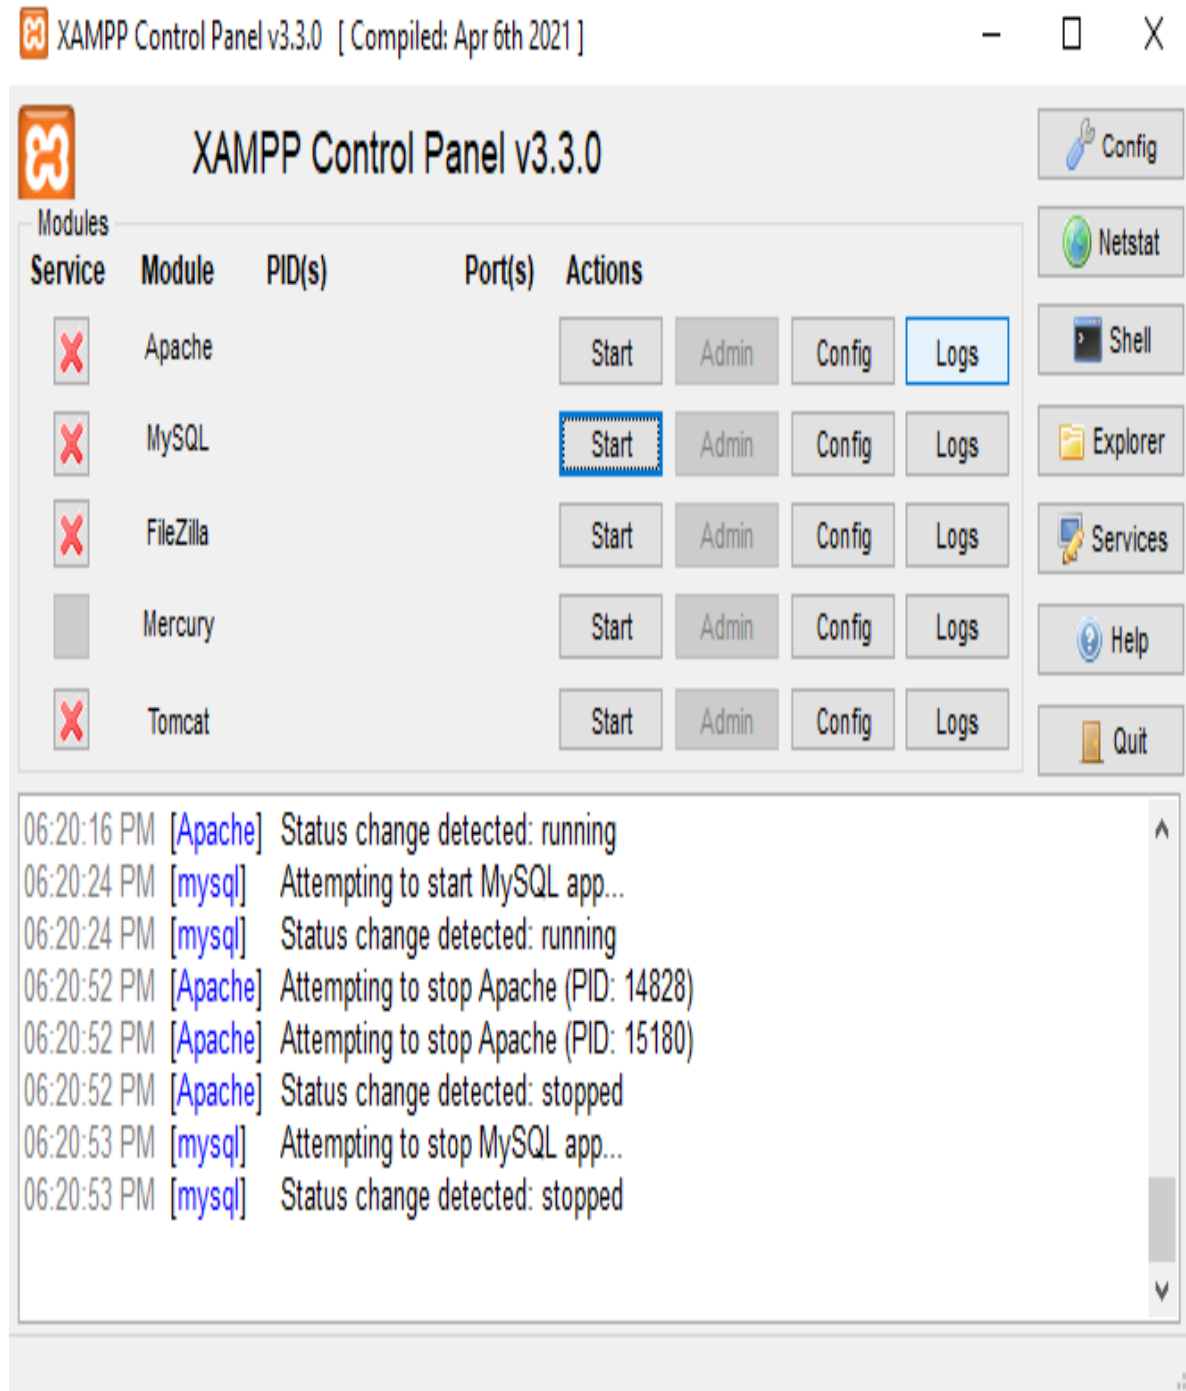 XAMPP Control Panel v3.3.0 [ Compiled: Apr 6th 2021 ]
XAMPP Control Panel v3.3.0
Config
Modules
Netstat
Service Module PID(s) Port(s) Actions
Apache Start Admin Config Logs
Shell
MySQL Start Admin Config Logs
Explorer
FileZilla Start Admin Config Logs
Services
Mercury Start Admin Config Logs
Help
Tomcat Start Admin Config Logs
Quit
06:20:16 PM [Apache] Status change detected: running
06:20:24 PM [mysql] Attempting to start MySQL app...
06:20:24 PM [mysql] Status change detected: running
06:20:52 PM [Apache] Attempting to stop Apache (PID: 14828)
06:20:52 PM [Apache] Attempting to stop Apache (PID: 15180)
06:20:52 PM [Apache] Status change detected: stopped
06:20:53 PM [mysql] Attempting to stop MySQL app...
06:20:53 PM [mysql] Status change detected: stopped